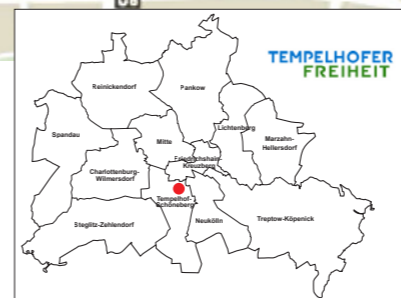 U8
TEMPELHOFER
FREIHEIT
Reinickendorf
Pankow
Spandau
Mitte
Lichtenberg
Marzahn-
Hellersdorf
Friedrichshain-
Kreuzberg
Charlottenburg-
Wilmersdorf
Tempelhof-
Schöneberg
Steglitz-Zehlendorf
Neukölln
Treptow-Köpenick